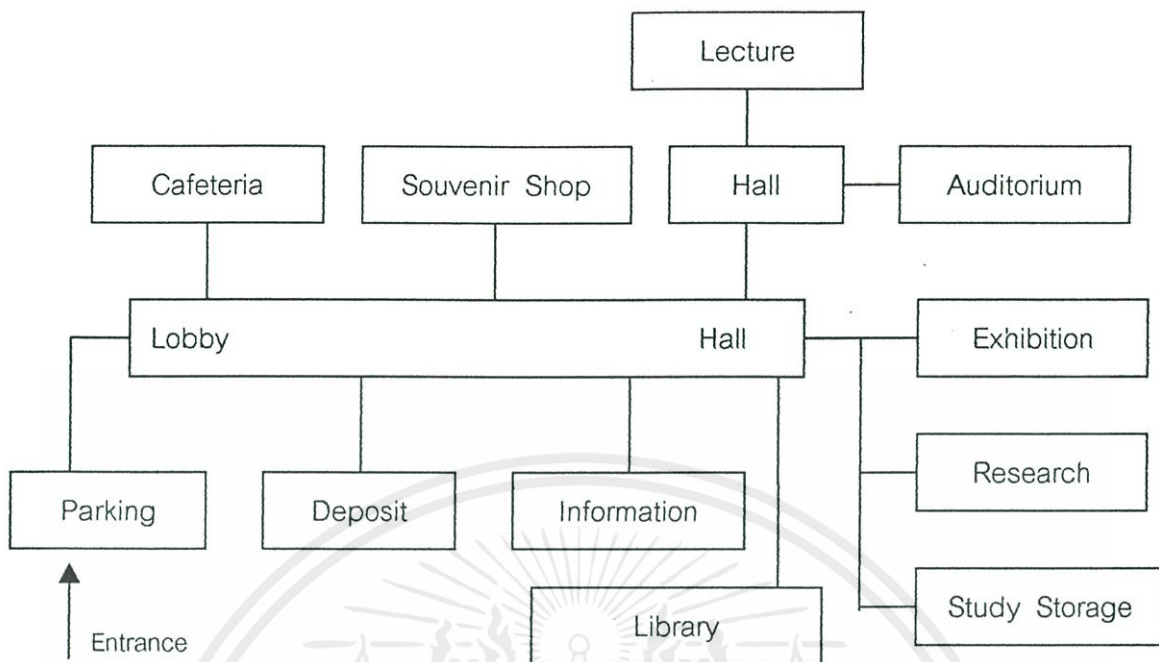 Lecture
Cafeteria
Souvenir Shop
Hall
Auditorium
Lobby
Hall
Exhibition
Parking
Deposit
Information
Research
Library
Study Storage
Entrance